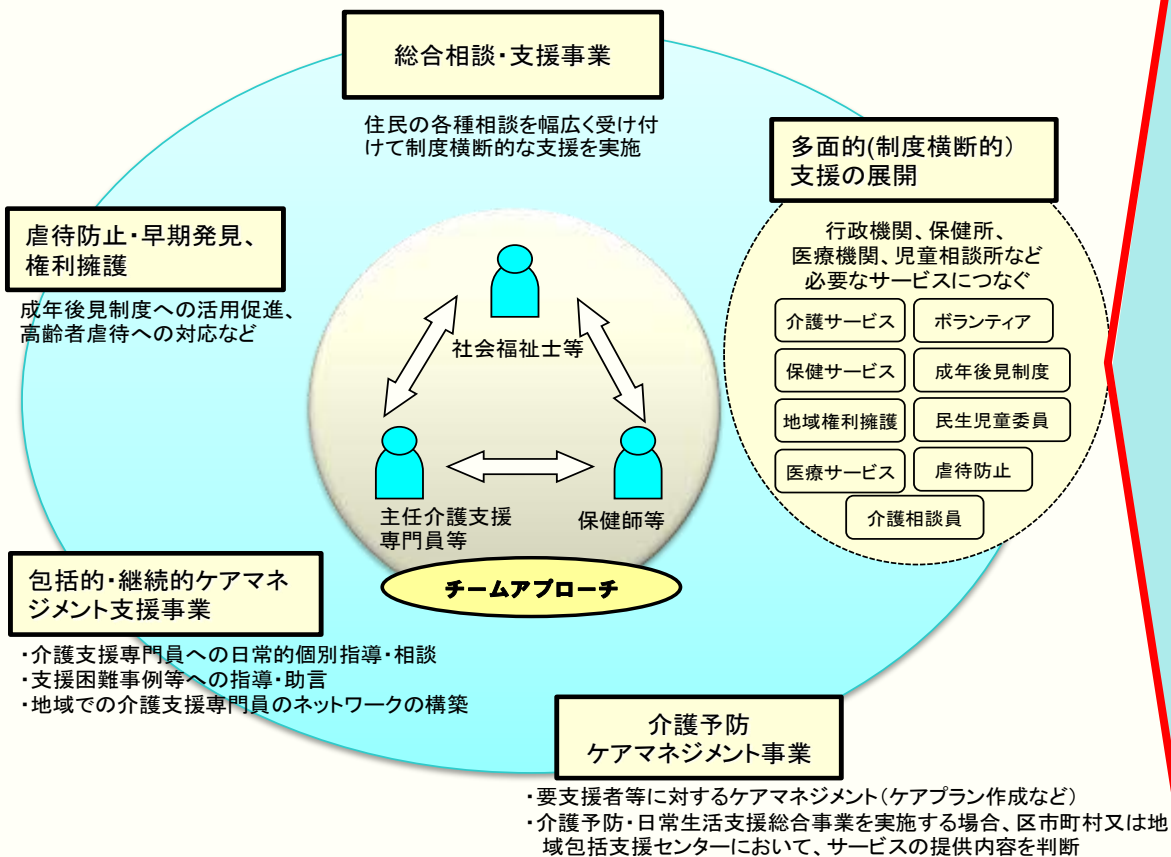 総合相談・支援事業
住民の各種相談を幅広く受け付
けて制度横断的な支援を実施
多面的(制度横断的)
支援の展開
行政機関、保健所、
医療機関、児童相談所など
必要なサービスにつなぐ
介護サービス
ボランティア
保健サービス
成年後見制度
地域権利擁護
民生児童委員
医療サービス
虐待防止
介護相談員
虐待防止・早期発見、
権利擁護
成年後見制度への活用促進、
高齢者虐待への対応など
社会福祉士等
主任介護支援
専門員等
保健師等
チームアプローチ
包括的・継続的ケアマネ
ジメント支援事業
・介護支援専門員への日常的個別指導・相談
・支援困難事例等への指導・助言
・地域での介護支援専門員のネットワークの構築
介護予防
ケアマネジメント事業
・要支援者等に対するケアマネジメント(ケアプラン作成など)
・介護予防・日常生活支援総合事業を実施する場合、区市町村又は地
域包括支援センターにおいて、サービスの提供内容を判断